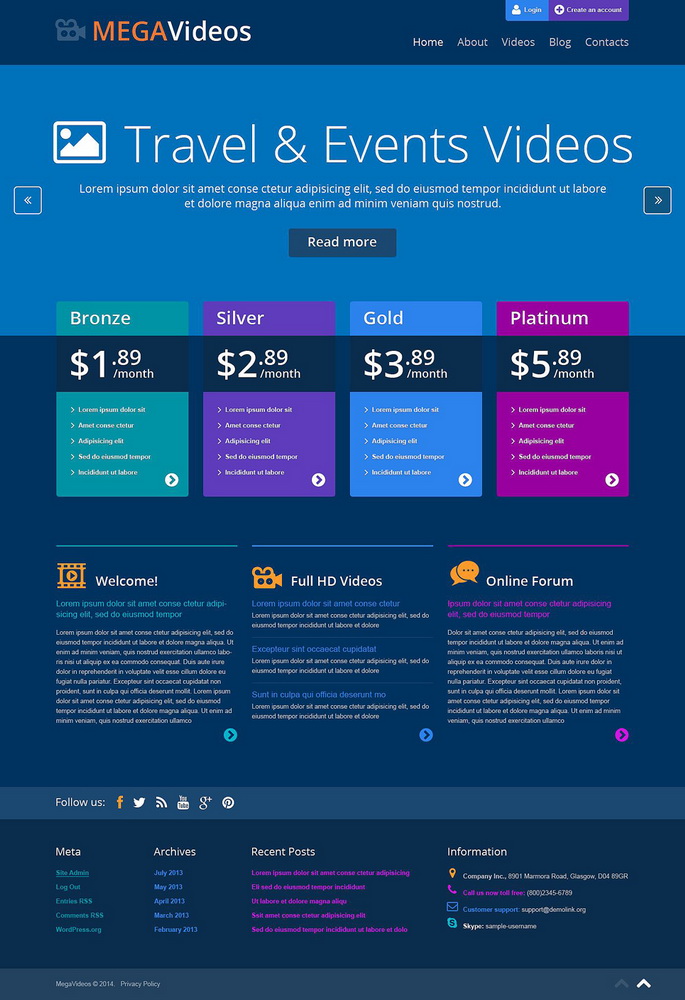 Login
Create an account
MEGAVideos
Home About Videos Blog Contacts
Travel & Events Videos
Lorem ipsum dolor sit amet conse ctetur adipisicing elit, sed do eiusmod tempor incididunt ut labore
et dolore magna aliqua enim ad minim veniam quis nostrud.
«
»
Read more
Bronze
$1.89
/month
Lorem ipsum dolor sit
Amet conse ctetur
Adipisicing elit
Sed do eiusmod tempor
Incididunt ut labore
Silver
$2.89
/month
Lorem ipsum dolor sit
Amet conse ctetur
Adipisicing elit
Sed do eiusmod tempor
Incididunt ut labore
Gold
$3.89
/month
Lorem ipsum dolor sit
Amet conse ctetur
Adipisicing elit
Sed do eiusmod tempor
Incididunt ut labore
Platinum
$5.89
/month
Lorem ipsum dolor sit
Amet conse ctetur
Adipisicing elit
Sed do eiusmod tempor
Incididunt ut labore
Welcome!
Lorem ipsum dolor sit amet conse ctetur adipi-
sicing elit, sed do eiusmod tempor
Lorem ipsum dolor sit amet conse ctetur adipisicing elit, sed do
eiusmod tempor incididunt ut labore et dolore magna aliqua. Ut
enim ad minim veniam, quis nostrud exercitation ullamco labo-
ris nisi ut aliquip ex ea commodo consequat. Duis aute irure
dolor in reprehenderit in voluptate velit esse cillum dolore eu
fugiat nulla pariatur. Excepteur sint occaecat cupidatat non
proident, sunt in culpa qui officia deserunt mollit. Lorem ipsum
dolor sit amet conse ctetur adipisicing elit, sed do eiusmod
tempor incididunt ut labore et dolore magna aliqua. Ut enim ad
minim veniam, quis nostrud exercitation ullamco
Full HD Videos
Lorem ipsum dolor sit amet conse ctetur
Lorem ipsum dolor sit amet conse ctetur adipisicing elit, sed do
eiusmod tempor incididunt ut labore et dolore
Excepteur sint occaecat cupidatat
Lorem ipsum dolor sit amet conse ctetur adipisicing elit, sed do
eiusmod tempor incididunt ut labore et dolore
Sunt in culpa qui officia deserunt mo
Lorem ipsum dolor sit amet conse ctetur adipisicing elit, sed do
eiusmod tempor incididunt ut labore et dolore
Online Forum
Ipsum dolor sit amet conse ctetur adipisicing
elit, sed do eiusmod tempor
Dolor sit amet conse ctetur adipisicing elit, sed do eiusmod
tempor incididunt ut labore et dolore magna aliqua. Ut enim
ad minim veniam, quis nostrud exercitation ullamco laboris nisi
ut aliquip ex ea commodo consequat. Duis aute irure dolor in
reprehenderit in voluptate velit esse cillum dolore eu fugiat
nulla pariatur. Excepteur sint occaecat cupidatat non proident,
sunt in culpa qui officia deserunt mollit. Lorem ipsum dolor
sit amet conse ctetur adipisicing elit, sed do eiusmod tempor
incididunt ut labore et dolore magna aliqua. Ut enim ad minim
veniam, quis nostrud exercitation ullamco
Follow us:
You
Tube
g+
Meta
Site Admin
Log Out
Entries RSS
Comments RSS
WordPress.org
Archives
July 2013
May 2013
April 2013
March 2013
February 2013
Recent Posts
Lorem ipsum dolor sit amet conse ctetur adipisicing
Eli sed do eiusmod tempor incididunt
Ut labore et dolore magna aliqu
Ssit amet conse ctetur adipisicing elit
Sed do eiusmod tempor incididunt ut labore et dolo
Information
Company Inc., 8901 Marmora Road, Glasgow, D04 89GR
Call us now toll free: (800)2345-6789
Customer support: support@demolink.org
Skype: sample-username
MegaVideos © 2014. Privacy Policy